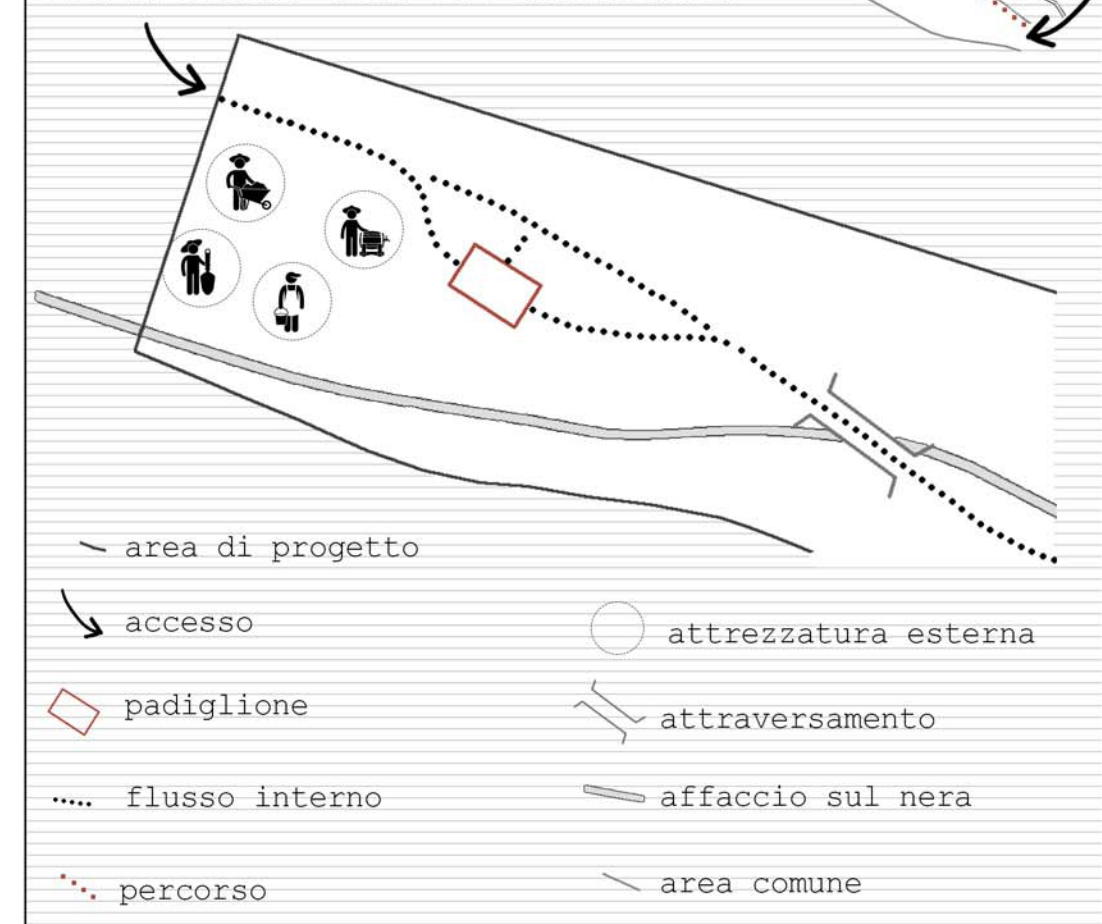 area di progetto
accesso
attrezzatura esterna
padiglione
attraversamento
flusso interno
affaccio sul nera
percorso
area comune